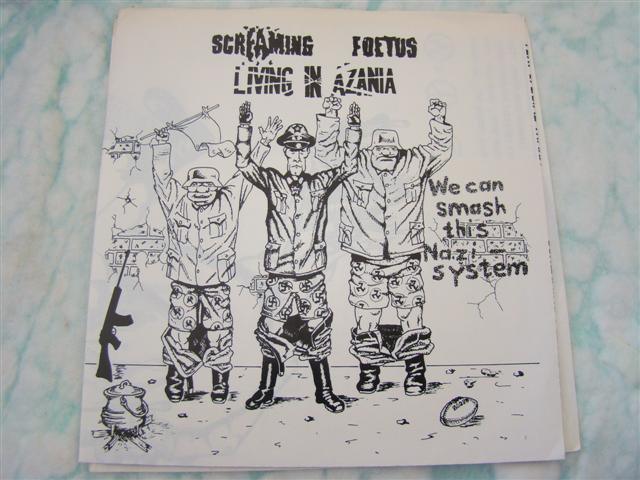 SCREAMING FOETUS
LIVING IN AZANIA
We can
smash
this
Nazi-
system